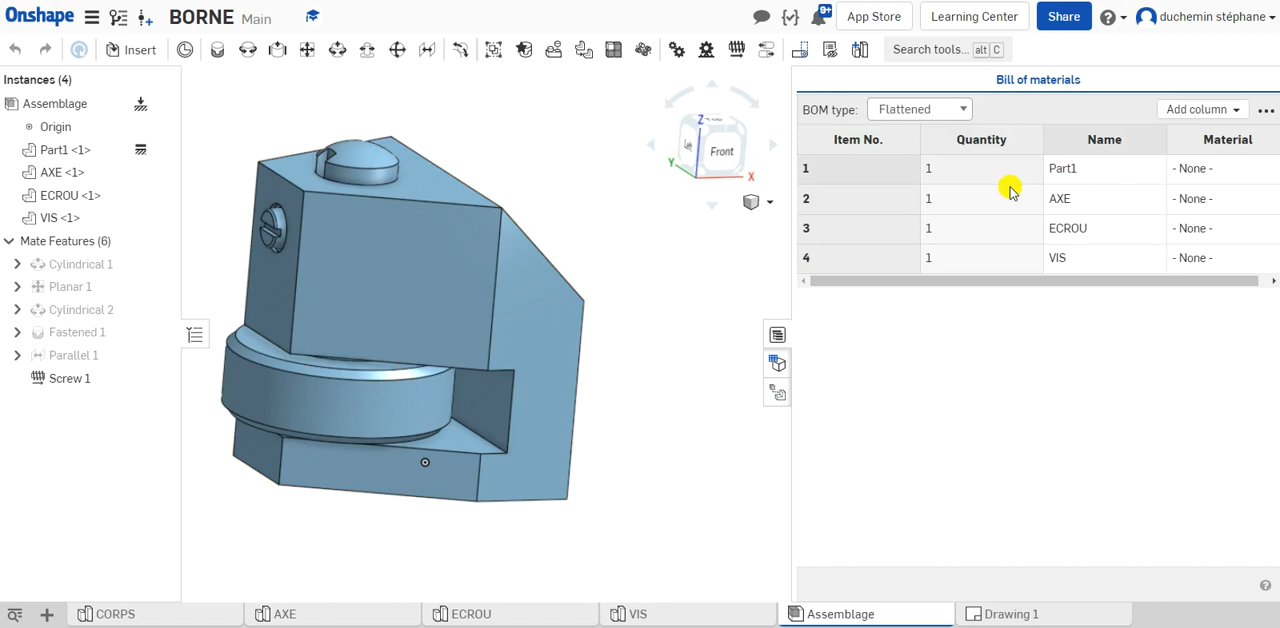 Onshape BORNE Main 9+ App Store Learning Center Share duchemin stéphane
Insert Search tools... alt C
Instances (4)
Assemblage
Origin
Part1 <1>
AXE <1>
ECROU <1>
VIS <1>
Mate Features (6)
Cylindrical 1
Planar 1
Cylindrical 2
Fastened 1
Parallel 1
Screw 1
Z
Front
Y
X
Bill of materials
BOM type: Flattened Add column
Item No. Quantity Name Material
1 1 Part1 - None -
2 1 AXE - None -
3 1 ECROU - None -
4 1 VIS - None -
CORPS AXE ECROU VIS Assemblage Drawing 1